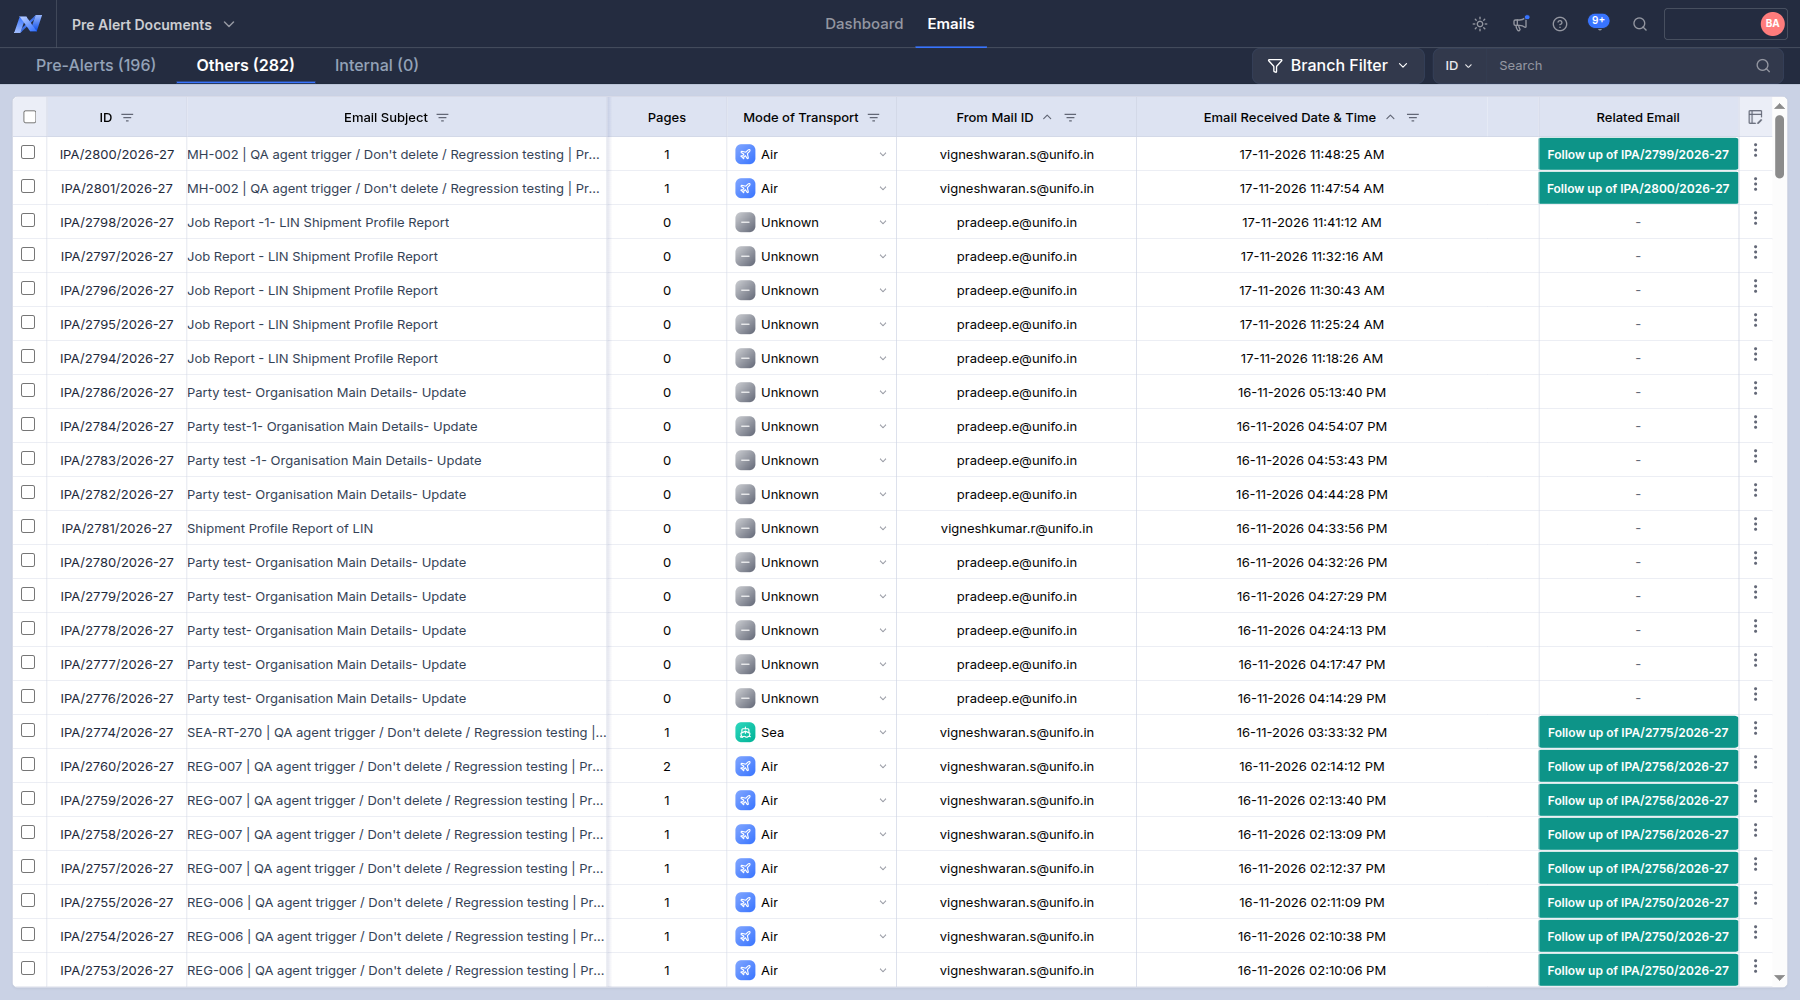 Pre Alert Documents
Dashboard
Emails
9+
BA
Pre-Alerts (196)
Others (282)
Internal (0)
Branch Filter
ID
Search
ID Email Subject Pages Mode of Transport From Mail ID Email Received Date & Time Related Email
IPA/2800/2026-27 MH-002 | QA agent trigger / Don't delete / Regression testing | Pr... 1 Air vigneshwaran.s@unifo.in 17-11-2026 11:48:25 AM Follow up of IPA/2799/2026-27
IPA/2801/2026-27 MH-002 | QA agent trigger / Don't delete / Regression testing | Pr... 1 Air vigneshwaran.s@unifo.in 17-11-2026 11:47:54 AM Follow up of IPA/2800/2026-27
IPA/2798/2026-27 Job Report -1- LIN Shipment Profile Report 0 Unknown pradeep.e@unifo.in 17-11-2026 11:41:12 AM -
IPA/2797/2026-27 Job Report - LIN Shipment Profile Report 0 Unknown pradeep.e@unifo.in 17-11-2026 11:32:16 AM -
IPA/2796/2026-27 Job Report - LIN Shipment Profile Report 0 Unknown pradeep.e@unifo.in 17-11-2026 11:30:43 AM -
IPA/2795/2026-27 Job Report - LIN Shipment Profile Report 0 Unknown pradeep.e@unifo.in 17-11-2026 11:25:24 AM -
IPA/2794/2026-27 Job Report - LIN Shipment Profile Report 0 Unknown pradeep.e@unifo.in 17-11-2026 11:18:26 AM -
IPA/2786/2026-27 Party test- Organisation Main Details- Update 0 Unknown pradeep.e@unifo.in 16-11-2026 05:13:40 PM -
IPA/2784/2026-27 Party test-1- Organisation Main Details- Update 0 Unknown pradeep.e@unifo.in 16-11-2026 04:54:07 PM -
IPA/2783/2026-27 Party test -1- Organisation Main Details- Update 0 Unknown pradeep.e@unifo.in 16-11-2026 04:53:43 PM -
IPA/2782/2026-27 Party test- Organisation Main Details- Update 0 Unknown pradeep.e@unifo.in 16-11-2026 04:44:28 PM -
IPA/2781/2026-27 Shipment Profile Report of LIN 0 Unknown vigneshkumar.r@unifo.in 16-11-2026 04:33:56 PM -
IPA/2780/2026-27 Party test- Organisation Main Details- Update 0 Unknown pradeep.e@unifo.in 16-11-2026 04:32:26 PM -
IPA/2779/2026-27 Party test- Organisation Main Details- Update 0 Unknown pradeep.e@unifo.in 16-11-2026 04:27:29 PM -
IPA/2778/2026-27 Party test- Organisation Main Details- Update 0 Unknown pradeep.e@unifo.in 16-11-2026 04:24:13 PM -
IPA/2777/2026-27 Party test- Organisation Main Details- Update 0 Unknown pradeep.e@unifo.in 16-11-2026 04:17:47 PM -
IPA/2776/2026-27 Party test- Organisation Main Details- Update 0 Unknown pradeep.e@unifo.in 16-11-2026 04:14:29 PM -
IPA/2774/2026-27 SEA-RT-270 | QA agent trigger / Don't delete / Regression testing |... 1 Sea vigneshwaran.s@unifo.in 16-11-2026 03:33:32 PM Follow up of IPA/2775/2026-27
IPA/2760/2026-27 REG-007 | QA agent trigger / Don't delete / Regression testing | Pr... 2 Air vigneshwaran.s@unifo.in 16-11-2026 02:14:12 PM Follow up of IPA/2756/2026-27
IPA/2759/2026-27 REG-007 | QA agent trigger / Don't delete / Regression testing | Pr... 1 Air vigneshwaran.s@unifo.in 16-11-2026 02:13:40 PM Follow up of IPA/2756/2026-27
IPA/2758/2026-27 REG-007 | QA agent trigger / Don't delete / Regression testing | Pr... 1 Air vigneshwaran.s@unifo.in 16-11-2026 02:13:09 PM Follow up of IPA/2756/2026-27
IPA/2757/2026-27 REG-007 | QA agent trigger / Don't delete / Regression testing | Pr... 1 Air vigneshwaran.s@unifo.in 16-11-2026 02:12:37 PM Follow up of IPA/2756/2026-27
IPA/2755/2026-27 REG-006 | QA agent trigger / Don't delete / Regression testing | Pr... 1 Air vigneshwaran.s@unifo.in 16-11-2026 02:11:09 PM Follow up of IPA/2750/2026-27
IPA/2754/2026-27 REG-006 | QA agent trigger / Don't delete / Regression testing | Pr... 1 Air vigneshwaran.s@unifo.in 16-11-2026 02:10:38 PM Follow up of IPA/2750/2026-27
IPA/2753/2026-27 REG-006 | QA agent trigger / Don't delete / Regression testing | Pr... 1 Air vigneshwaran.s@unifo.in 16-11-2026 02:10:06 PM Follow up of IPA/2750/2026-27